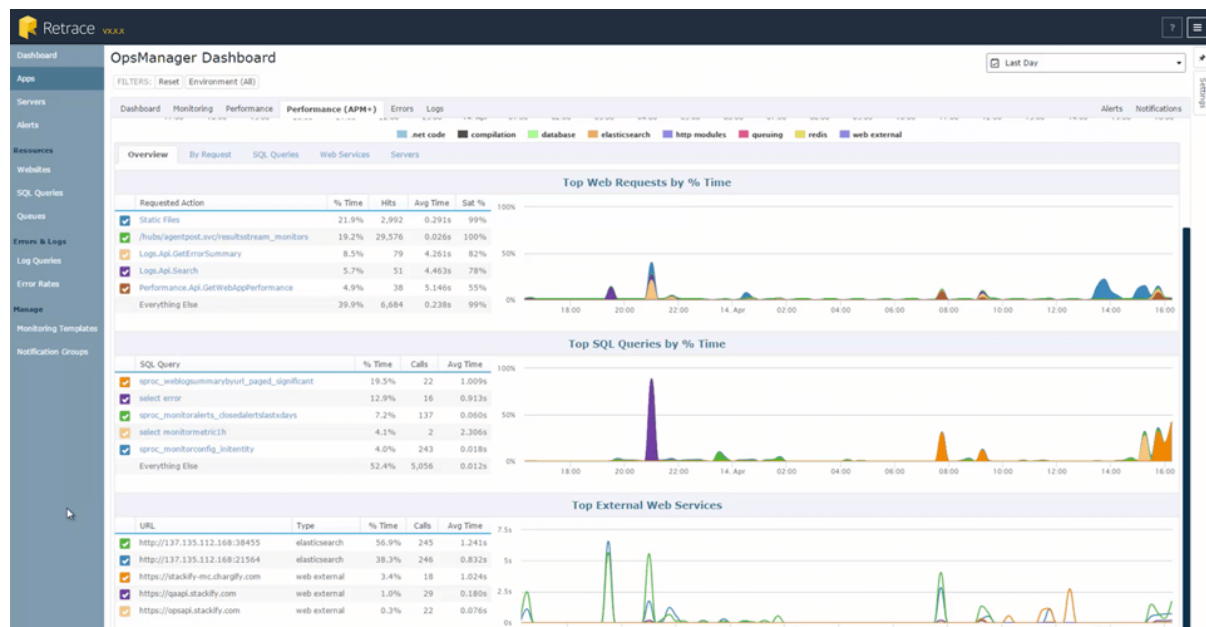 Retrace vx.x.x
?
Dashboard
Apps
Servers
Alerts
Resources
Websites
SQL Queries
Queues
Errors & Logs
Log Queries
Error Rates
Manage
Monitoring Templates
Notification Groups
OpsManager Dashboard
Last Day
Settings
FILTERS: Reset Environment (All)
Dashboard Monitoring Performance Performance (APM+) Errors Logs Alerts Notifications
.net code compilation database elasticsearch http modules queuing redis web external
Overview By Request SQL Queries Web Services Servers
Top Web Requests by % Time
Requested Action % Time Hits Avg Time Sat %
Static Files 21.9% 2,992 0.291s 99%
/hubs/agentpost.svc/resultsstream_monitors 19.2% 29,576 0.026s 100%
Logs.Api.GetErrorSummary 8.5% 79 4.261s 82%
Logs.Api.Search 5.7% 51 4.463s 78%
Performance.Api.GetWebAppPerformance 4.9% 38 5.146s 55%
Everything Else 39.9% 6,684 0.238s 99%
100%
50%
0%
18:00 20:00 22:00 14. Apr 02:00 04:00 06:00 08:00 10:00 12:00 14:00 16:00
Top SQL Queries by % Time
SQL Query % Time Calls Avg Time
sproc_weblogsummarybyurl_paged_significant 19.5% 22 1.009s
select error 12.9% 16 0.913s
sproc_monitoralerts_closedalertslastxdays 7.2% 137 0.060s
select monitormetric1h 4.1% 2 2.306s
sproc_monitorconfig_initentity 4.0% 243 0.018s
Everything Else 52.4% 5,056 0.012s
100%
50%
0%
18:00 20:00 22:00 14. Apr 02:00 04:00 06:00 08:00 10:00 12:00 14:00 16:00
Top External Web Services
URL Type % Time Calls Avg Time
http://137.135.112.168:38455 elasticsearch 56.9% 245 1.241s
http://137.135.112.168:21564 elasticsearch 38.3% 246 0.832s
https://stackify-mc.chargify.com web external 3.4% 18 1.024s
https://qaapi.stackify.com web external 1.0% 29 0.180s
https://opsapi.stackify.com web external 0.3% 22 0.076s
7.5s
5s
2.5s
0s